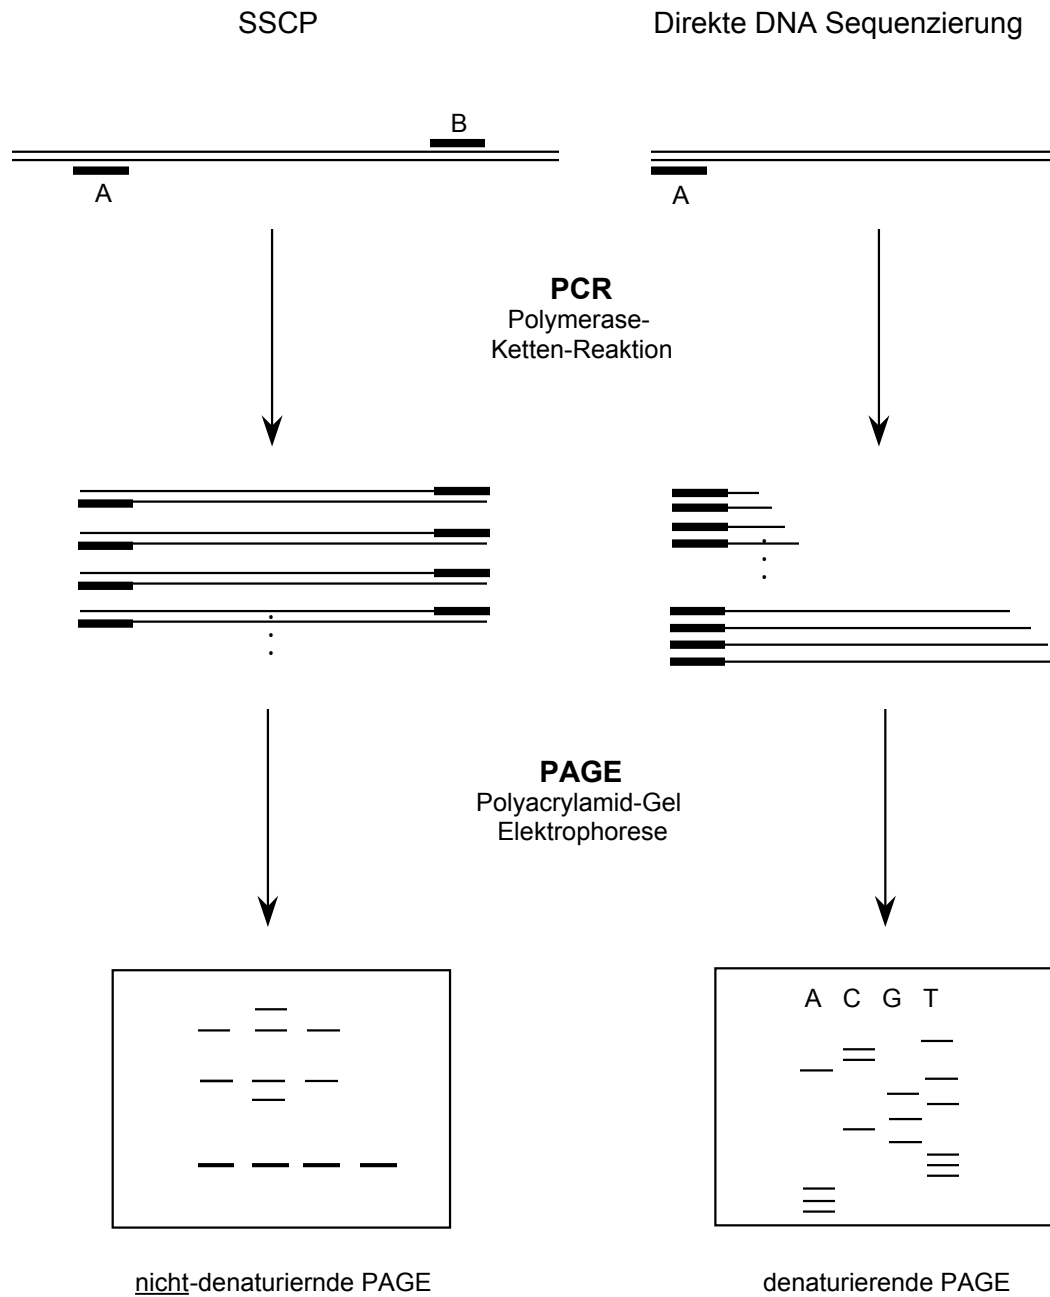 SSCP
Direkte DNA Sequenzierung
B
A
A
PCR
Polymerase-
Ketten-Reaktion
PAGE
Polyacrylamid-Gel
Elektrophorese
A C G T
nicht-denaturiernde PAGE
denaturierende PAGE